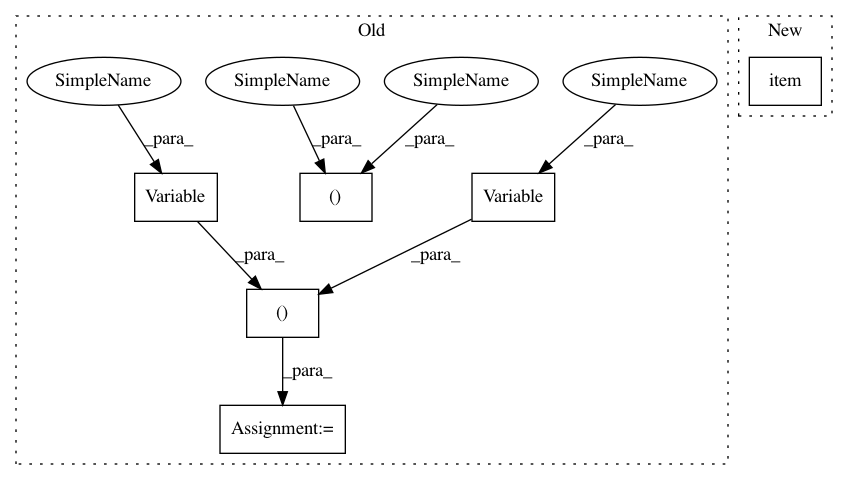 Old
New
SimpleName
SimpleName
SimpleName
SimpleName
item
_para_
_para_
_para_
_para_
Variable
()
Variable
_para_
_para_
()
_para_
Assignment:=